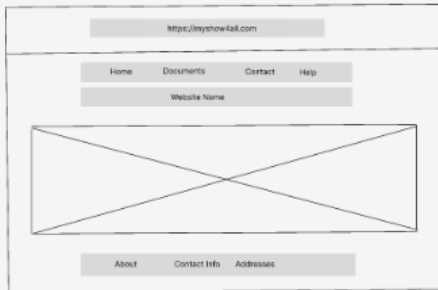 https://myshow4all.com
Home Documents Contact Help
Website Name
About Contact Info Addresses